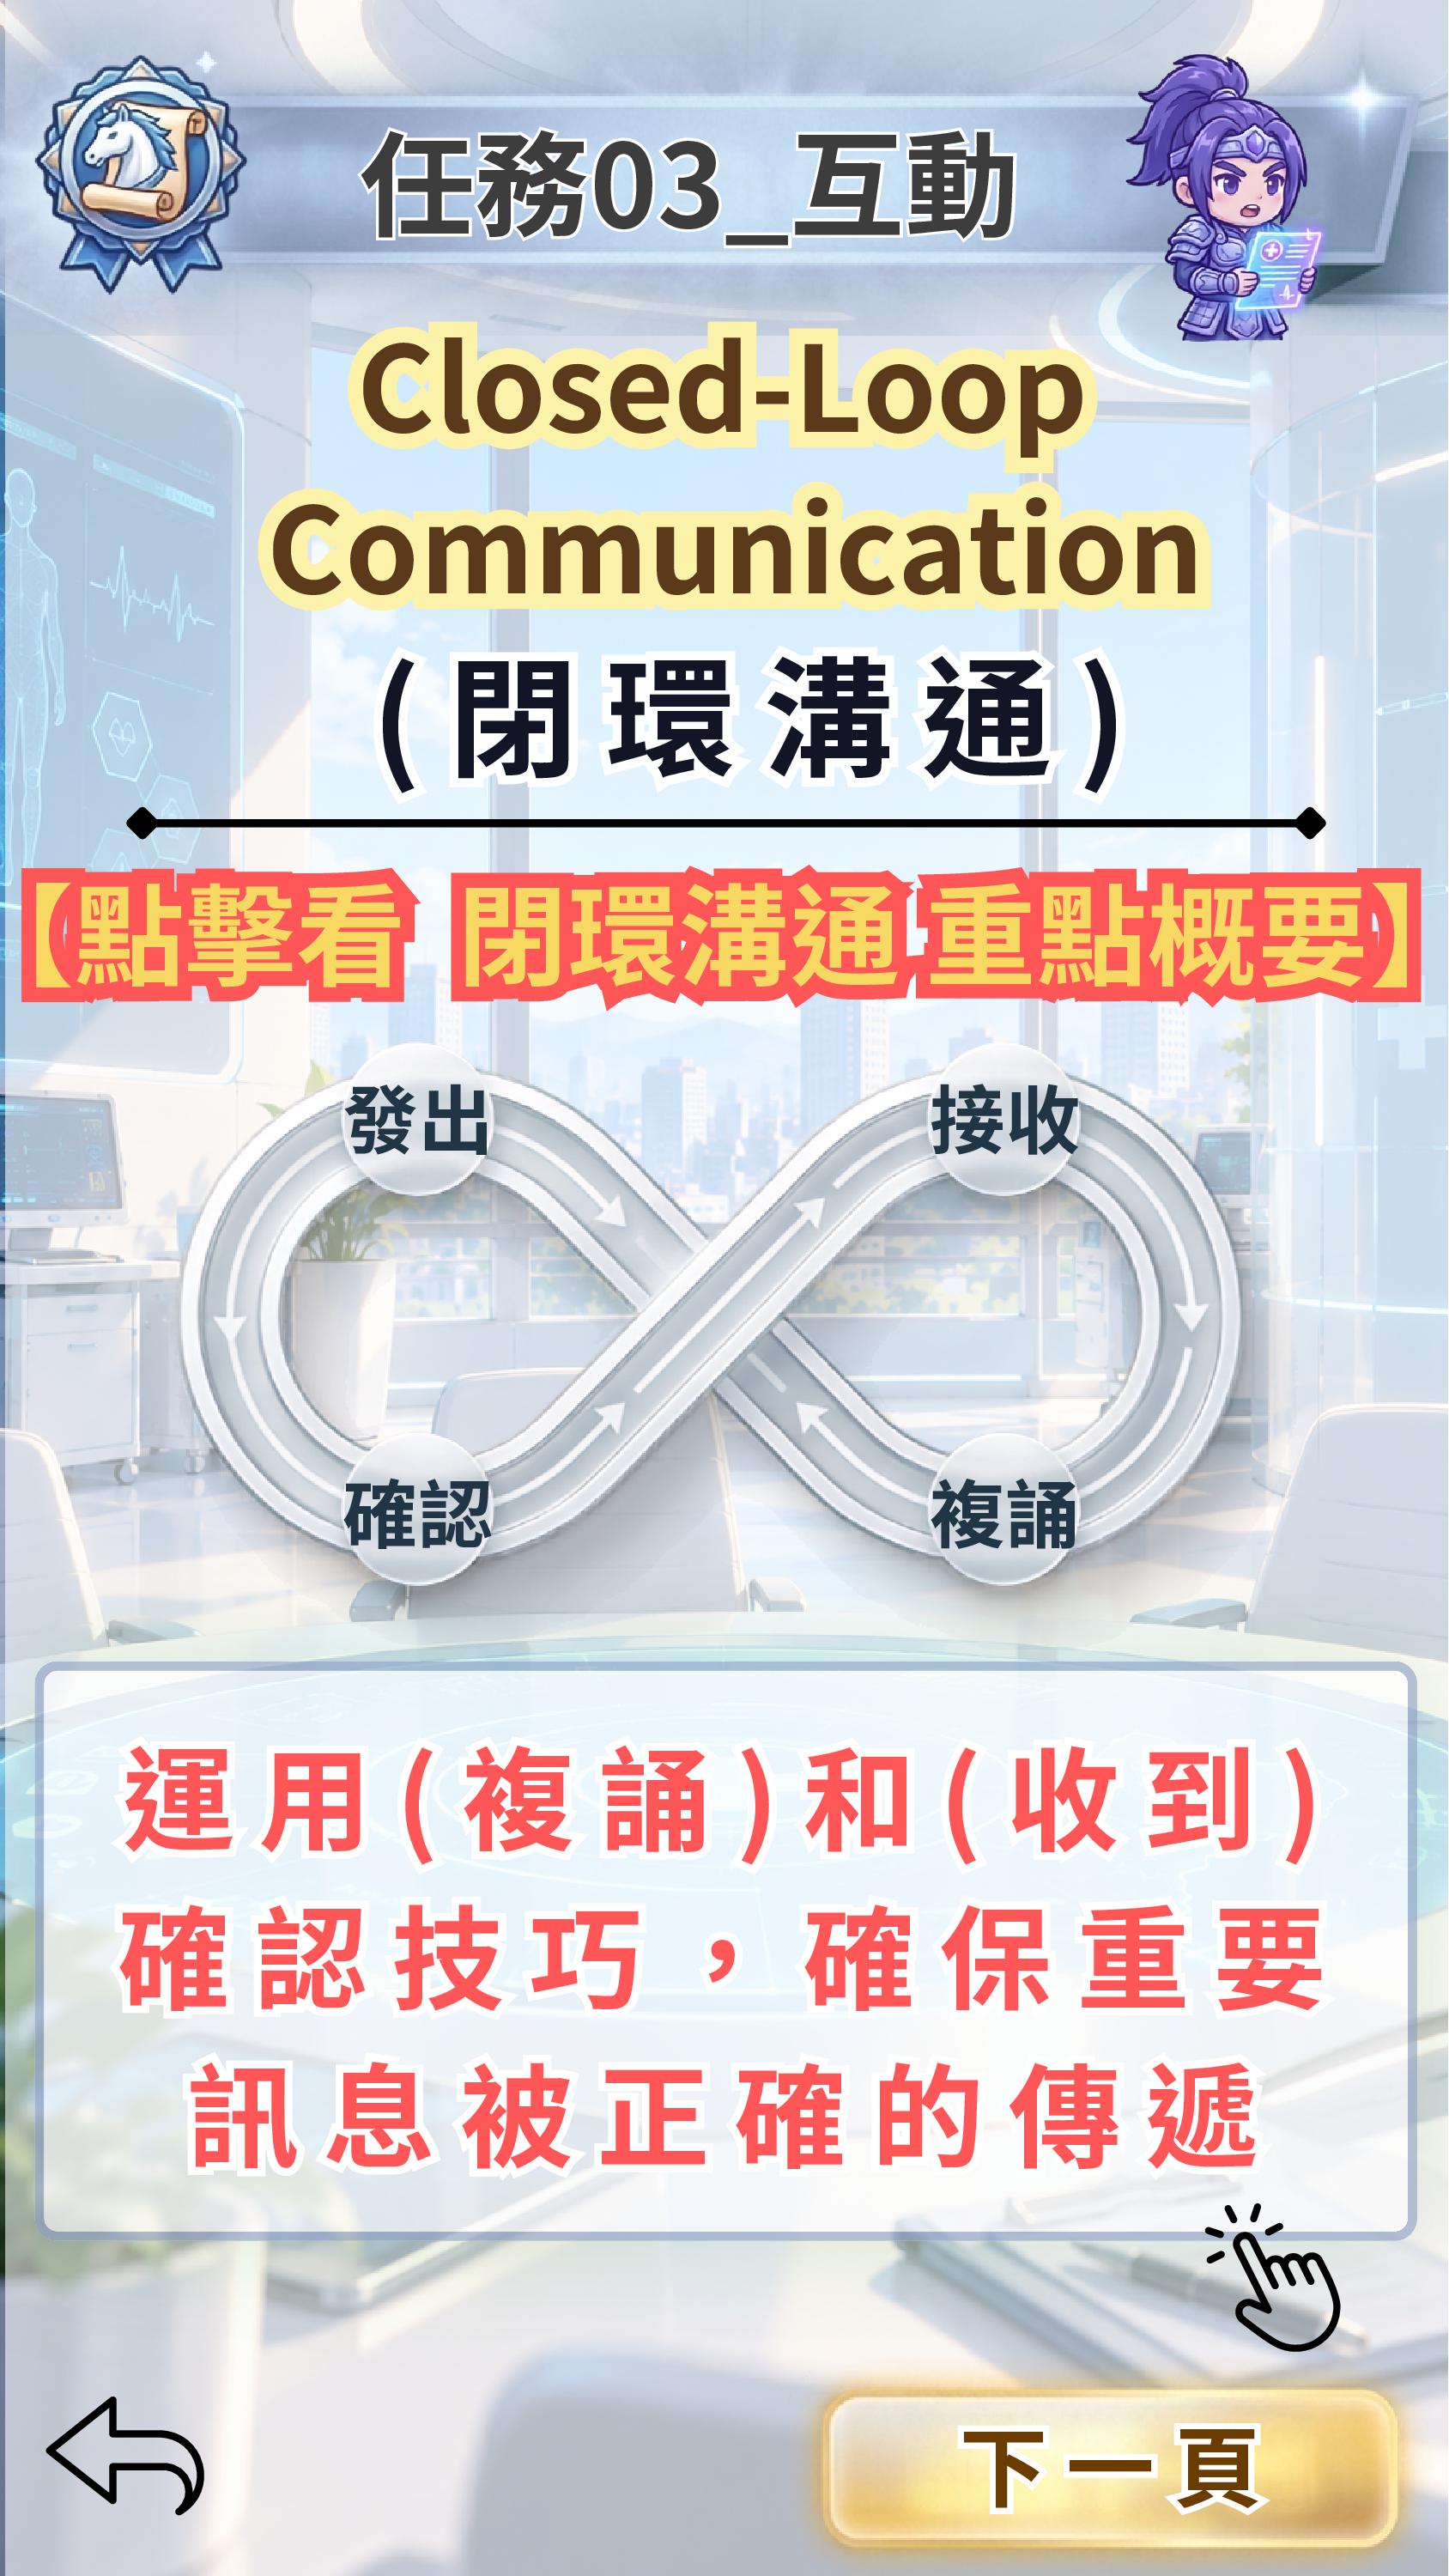 任務03_互動
Closed-Loop
Communication
(閉環溝通)
【點擊看 閉環溝通 重點概要】
發出
接收
確認
複誦
運用(複誦)和(收到)
確認技巧，確保重要
訊息被正確的傳遞
下一頁